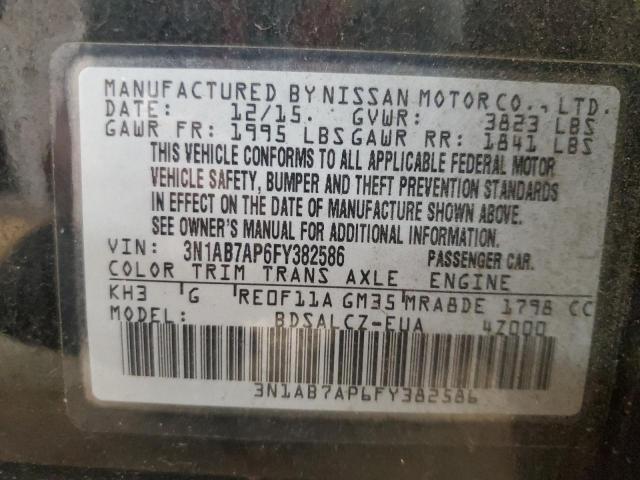 MANUFACTURED BY NISSAN MOTOR CO., LTD.
DATE: 12/15. GVWR: 3823 LBS
GAWR FR: 1995 LBS GAWR RR: 1841 LBS
THIS VEHICLE CONFORMS TO ALL APPLICABLE FEDERAL MOTOR
VEHICLE SAFETY, BUMPER AND THEFT PREVENTION STANDARDS
IN EFFECT ON THE DATE OF MANUFACTURE SHOWN ABOVE.
SEE OWNER'S MANUAL FOR ADDITIONAL INFORMATION.
VIN: 3N1AB7AP6FY382586 PASSENGER CAR.
COLOR TRIM TRANS AXLE ENGINE
KH3 G RE0F11A GM35 MRA8DE 1798 CC
MODEL: BDSALCZ-EUA 4Z000
3N1AB7AP6FY382586